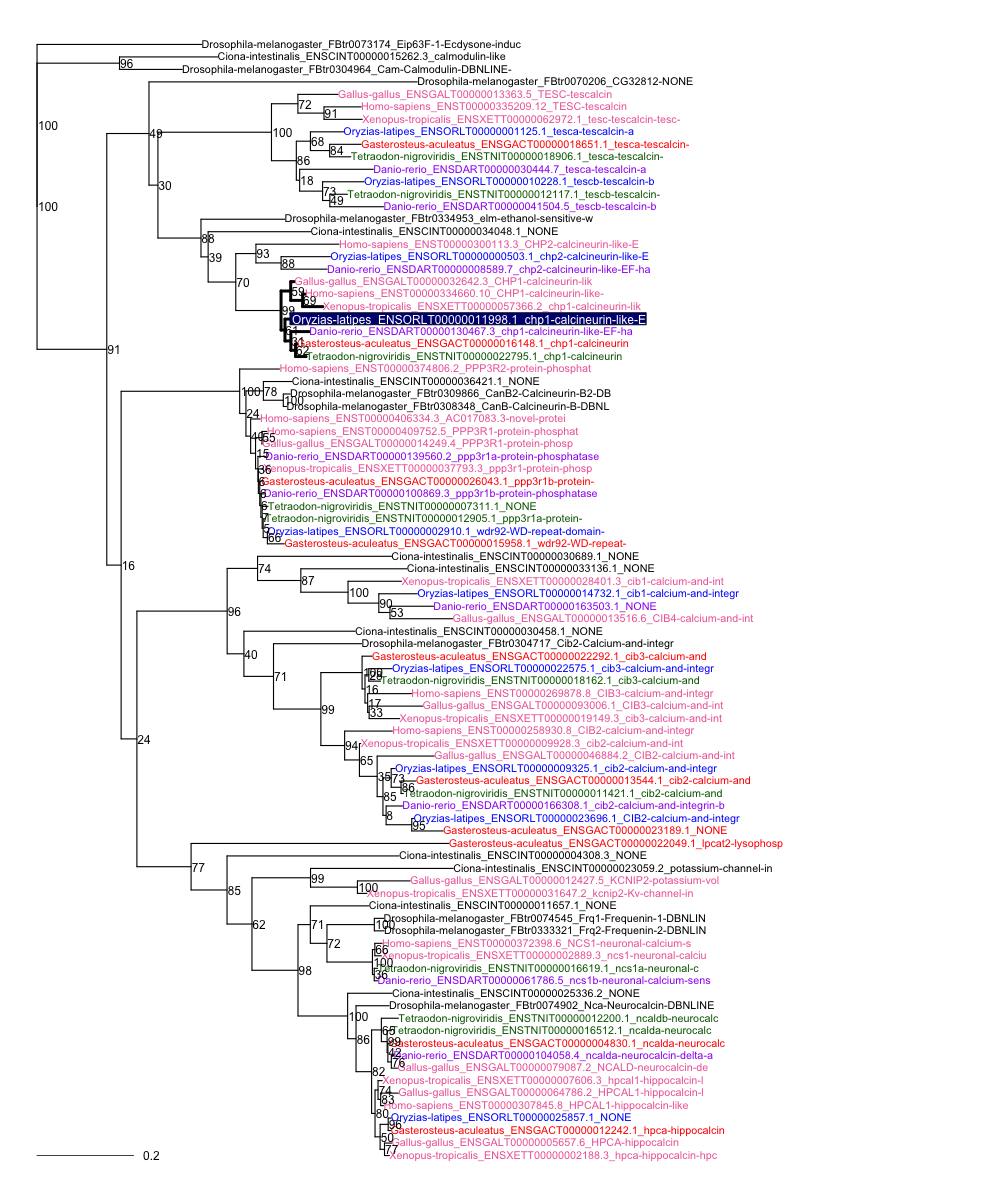 Drosophila-melanogaster_FBtr0073174_Eip63F-1-Ecdysone-induc
Ciona-intestinalis_ENSCINT00000015262.3_calmodulin-like
96
Drosophila-melanogaster_FBtr0304964_Cam-Calmodulin-DBNLINE-
Drosophila-melanogaster_FBtr0070206_CG32812-NONE
Gallus-gallus_ENSGALT00000013363.5_TESC-tescalcin
72
Homo-sapiens_ENST00000335209.12_TESC-tescalcin
91
Xenopus-tropicalis_ENSXETT00000062972.1_tesc-tescalcin-tesc-
100
49
100
Oryzias-latipes_ENSORLT00000001125.1_tesca-tescalcin-a
68
Gasterosteus-aculeatus_ENSGACT00000018651.1_tesca-tescalcin-
84
Tetraodon-nigroviridis_ENSTNIT00000018906.1_tesca-tescalcin-
86
Danio-rerio_ENSDART00000030444.7_tesca-tescalcin-a
18
30
Oryzias-latipes_ENSORLT00000010228.1_tescb-tescalcin-b
73
Tetraodon-nigroviridis_ENSTNIT00000012117.1_tescb-tescalcin-
49
Danio-rerio_ENSDART00000041504.5_tescb-tescalcin-b
100
Drosophila-melanogaster_FBtr0334953_elm-ethanol-sensitive-w
Ciona-intestinalis_ENSCINT00000034048.1_NONE
88
Homo-sapiens_ENST00000300113.3_CHP2-calcineurin-like-E
93
39
Oryzias-latipes_ENSORLT00000000503.1_chp2-calcineurin-like-E
88
Danio-rerio_ENSDART00000008589.7_chp2-calcineurin-like-EF-ha
70
Gallus-gallus_ENSGALT00000032642.3_CHP1-calcineurin-lik
59
Homo-sapiens_ENST00000334660.10_CHP1-calcineurin-like-
69
Xenopus-tropicalis_ENSXETT00000057366.2_chp1-calcineurin-lik
99
Oryzias-latipes_ENSORLT00000011998.1_chp1-calcineurin-like-E
61
Danio-rerio_ENSDART00000130467.3_chp1-calcineurin-like-EF-ha
Gasterosteus-aculeatus_ENSGACT00000016148.1_chp1-calcineurin
91
62
Tetraodon-nigroviridis_ENSTNIT00000022795.1_chp1-calcineurin
Homo-sapiens_ENST00000374806.2_PPP3R2-protein-phosphat
Ciona-intestinalis_ENSCINT00000036421.1_NONE
100
78
Drosophila-melanogaster_FBtr0309866_CanB2-Calcineurin-B2-DB
100
Drosophila-melanogaster_FBtr0308348_CanB-Calcineurin-B-DBNL
24
Homo-sapiens_ENST00000406334.3_AC017083.3-novel-protei
Homo-sapiens_ENST00000409752.5_PPP3R1-protein-phosphat
55
Gallus-gallus_ENSGALT00000014249.4_PPP3R1-protein-phosp
15
Danio-rerio_ENSDART00000139560.2_ppp3r1a-protein-phosphatase
36
Xenopus-tropicalis_ENSXETT00000037793.3_ppp3r1-protein-phosp
Gasterosteus-aculeatus_ENSGACT00000026043.1_ppp3r1b-protein-
Danio-rerio_ENSDART00000100869.3_ppp3r1b-protein-phosphatase
Tetraodon-nigroviridis_ENSTNIT00000007311.1_NONE
Tetraodon-nigroviridis_ENSTNIT00000012905.1_ppp3r1a-protein-
Oryzias-latipes_ENSORLT00000002910.1_wdr92-WD-repeat-domain-
66
Gasterosteus-aculeatus_ENSGACT00000015958.1_wdr92-WD-repeat-
16
Ciona-intestinalis_ENSCINT00000030689.1_NONE
74
Ciona-intestinalis_ENSCINT00000033136.1_NONE
87
Xenopus-tropicalis_ENSXETT00000028401.3_cib1-calcium-and-int
100
Oryzias-latipes_ENSORLT00000014732.1_cib1-calcium-and-integr
90
Danio-rerio_ENSDART00000163503.1_NONE
53
Gallus-gallus_ENSGALT00000013516.6_CIB4-calcium-and-int
96
Ciona-intestinalis_ENSCINT00000030458.1_NONE
Drosophila-melanogaster_FBtr0304717_Cib2-Calcium-and-integr
40
Gasterosteus-aculeatus_ENSGACT00000022292.1_cib3-calcium-and
Oryzias-latipes_ENSORLT00000022575.1_cib3-calcium-and-integr
71
Tetraodon-nigroviridis_ENSTNIT00000018162.1_cib3-calcium-and
16
Homo-sapiens_ENST00000269878.8_CIB3-calcium-and-integr
17
Gallus-gallus_ENSGALT00000093006.1_CIB3-calcium-and-int
33
99
Xenopus-tropicalis_ENSXETT00000019149.3_cib3-calcium-and-int
Homo-sapiens_ENST00000258930.8_CIB2-calcium-and-integr
94
Xenopus-tropicalis_ENSXETT00000009928.3_cib2-calcium-and-int
Gallus-gallus_ENSGALT00000046884.2_CIB2-calcium-and-int
65
Oryzias-latipes_ENSORLT00000009325.1_cib2-calcium-and-integr
35
73
Gasterosteus-aculeatus_ENSGACT00000013544.1_cib2-calcium-and
86
Tetraodon-nigroviridis_ENSTNIT00000011421.1_cib2-calcium-and
85
Danio-rerio_ENSDART00000166308.1_cib2-calcium-and-integrin-b
8
Oryzias-latipes_ENSORLT00000023696.1_CIB2-calcium-and-integr
95
Gasterosteus-aculeatus_ENSGACT00000023189.1_NONE
91
24
Gasterosteus-aculeatus_ENSGACT00000022049.1_lpcat2-lysophosp
77
Ciona-intestinalis_ENSCINT00000004308.3_NONE
Ciona-intestinalis_ENSCINT00000023059.2_potassium-channel-in
99
Gallus-gallus_ENSGALT00000012427.5_KCNIP2-potassium-vol
100
Xenopus-tropicalis_ENSXETT00000031647.2_kcnip2-Kv-channel-in
85
Ciona-intestinalis_ENSCINT00000011657.1_NONE
Drosophila-melanogaster_FBtr0074545_Frq1-Frequenin-1-DBNLIN
62
71
100
Drosophila-melanogaster_FBtr0333321_Frq2-Frequenin-2-DBNLIN
72
Homo-sapiens_ENST00000372398.6_NCS1-neuronal-calcium-s
66
Xenopus-tropicalis_ENSXETT00000002889.3_ncs1-neuronal-calciu
100
Tetraodon-nigroviridis_ENSTNIT00000016619.1_ncs1a-neuronal-c
36
Danio-rerio_ENSDART00000061786.5_ncs1b-neuronal-calcium-sens
98
Ciona-intestinalis_ENSCINT00000025336.2_NONE
Drosophila-melanogaster_FBtr0074902_Nca-Neurocalcin-DBNLINE
100
Tetraodon-nigroviridis_ENSTNIT00000012200.1_ncaldb-neurocalc
65
Tetraodon-nigroviridis_ENSTNIT00000016512.1_ncalda-neurocalc
86
99
Gasterosteus-aculeatus_ENSGACT00000004830.1_ncalda-neurocalc
42
Danio-rerio_ENSDART00000104058.4_ncalda-neurocalcin-delta-a
76
Gallus-gallus_ENSGALT00000079087.2_NCALD-neurocalcin-de
82
Xenopus-tropicalis_ENSXETT00000007606.3_hpcal1-hippocalcin-l
74
Gallus-gallus_ENSGALT00000064786.2_HPCAL1-hippocalcin-l
83
Homo-sapiens_ENST00000307845.8_HPCAL1-hippocalcin-like
80
Oryzias-latipes_ENSORLT00000025857.1_NONE
96
Gasterosteus-aculeatus_ENSGACT00000012242.1_hpca-hippocalcin
50
Gallus-gallus_ENSGALT00000005657.6_HPCA-hippocalcin
77
Xenopus-tropicalis_ENSXETT00000002188.3_hpca-hippocalcin-hpc
0.2